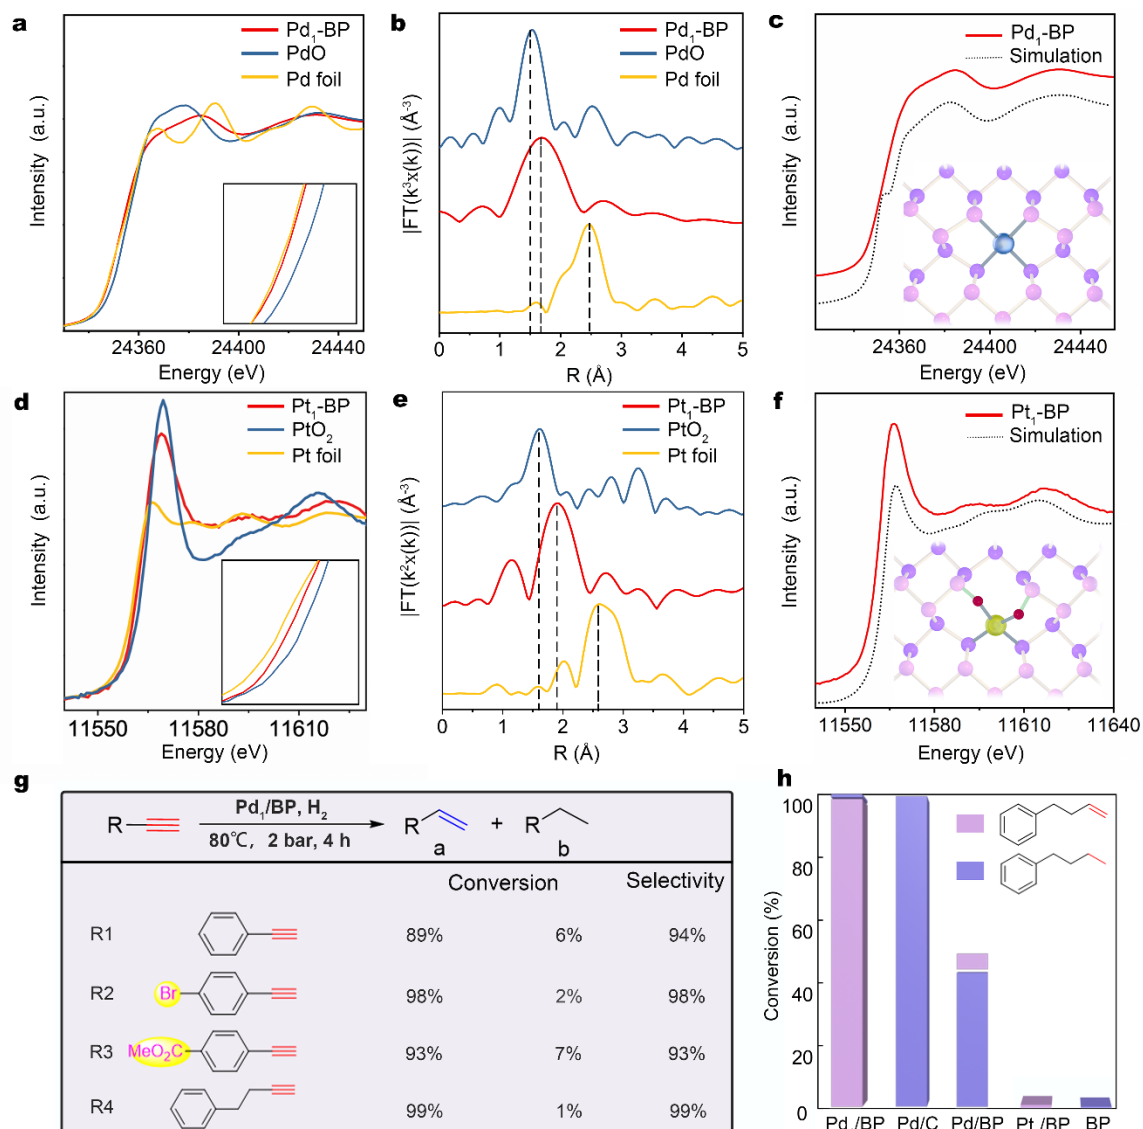 a
Pd1-BP
PdO
Pd foil
Intensity (a.u.)
24360 24400 24440
Energy (eV)
b
Pd1-BP
PdO
Pd foil
|FT(k³χ(k))| (Å-3)
0 1 2 3 4 5
R (Å)
c
Pd1-BP
Simulation
Intensity (a.u.)
24360 24400 24440
Energy (eV)
d
Pt1-BP
PtO2
Pt foil
Intensity (a.u.)
11550 11580 11610
Energy (eV)
e
Pt1-BP
PtO2
Pt foil
|FT(k²χ(k))| (Å-3)
0 1 2 3 4 5
R (Å)
f
Pt1-BP
Simulation
Intensity (a.u.)
11550 11580 11610 11640
Energy (eV)
g
R
Pd1/BP, H2
80℃, 2 bar, 4 h
R
a
+
R
b
Conversion Selectivity
R1 89% 6% 94%
R2 Br 98% 2% 98%
R3 MeO2C 93% 7% 93%
R4 99% 1% 99%
h
100
80
60
40
20
0
Conversion (%)
Pd1/BP Pd/C Pd/BP Pt1/BP BP